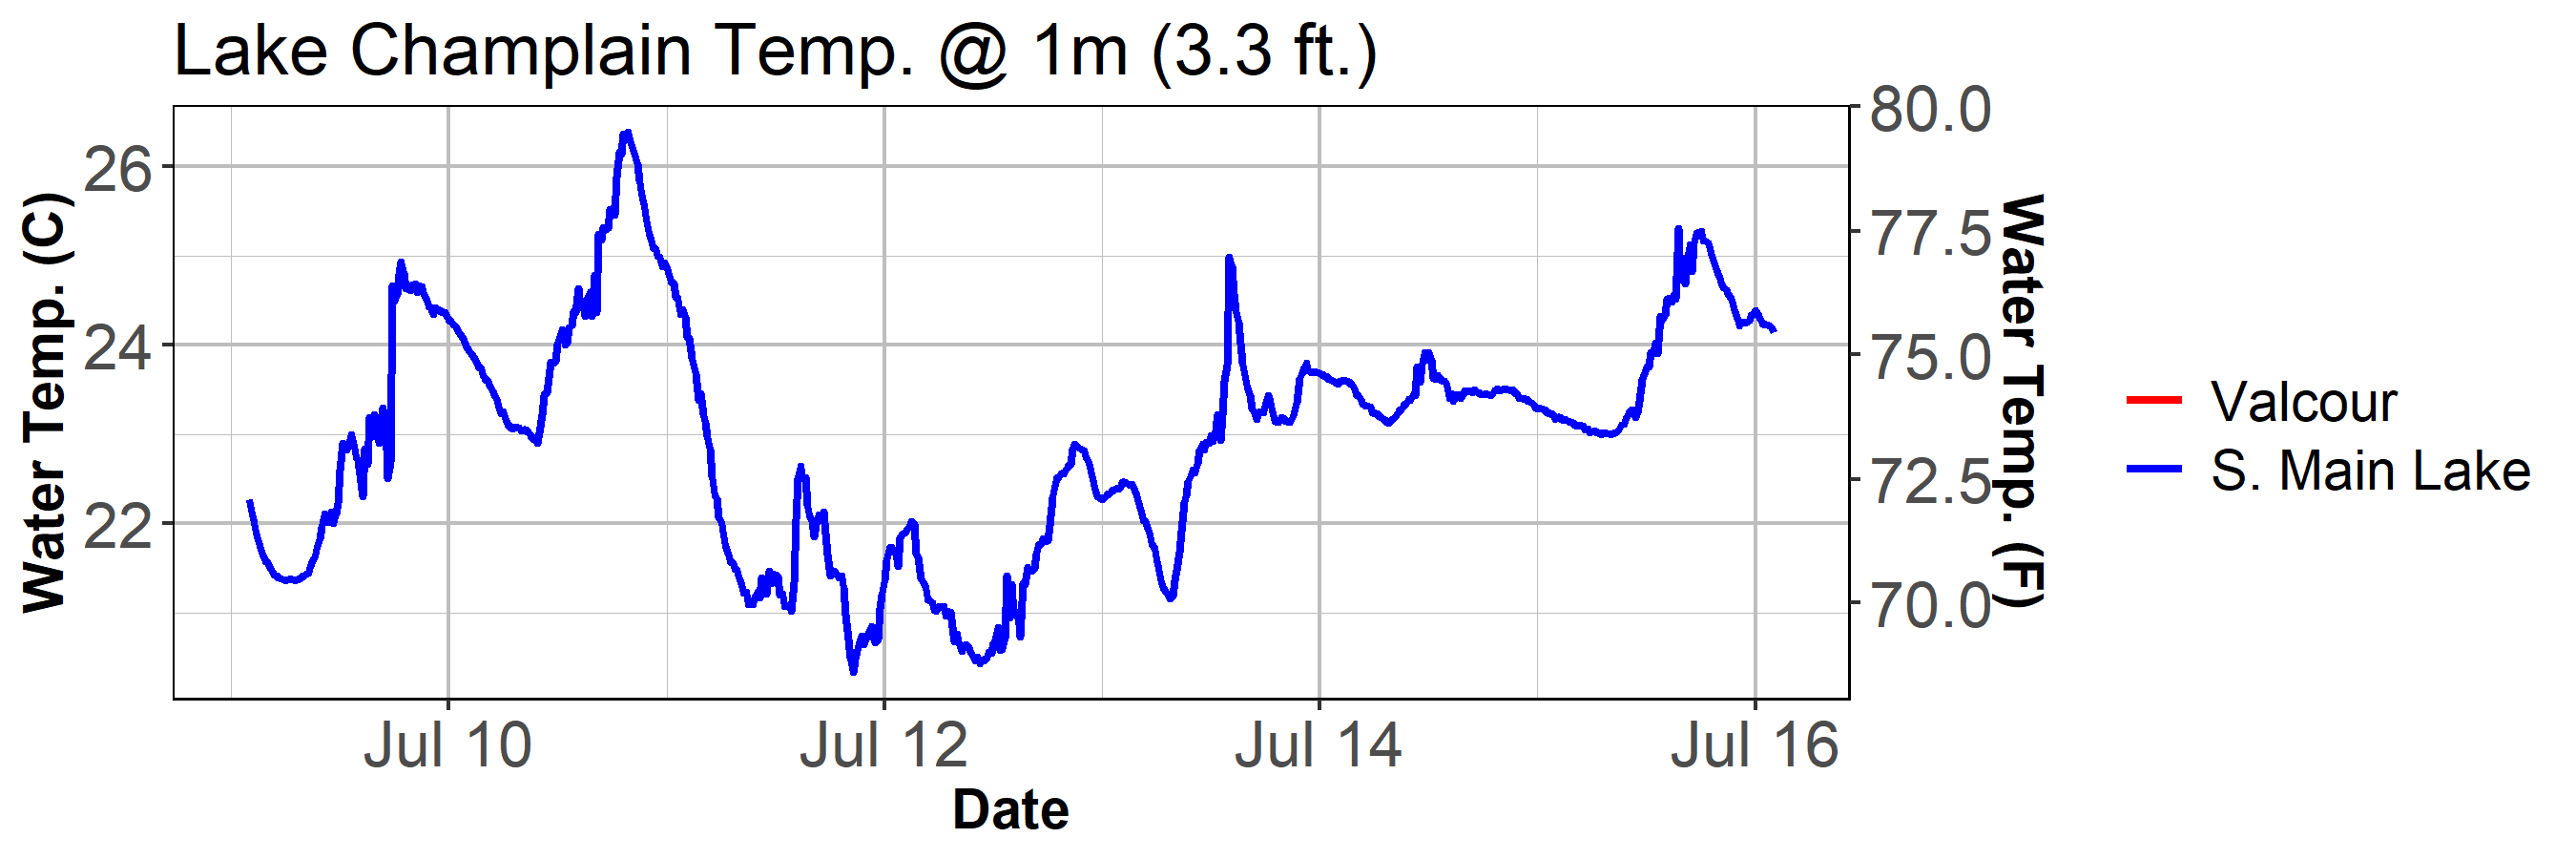 Lake Champlain Temp. @ 1m (3.3 ft.)
Water Temp. (C)
26
24
22
80.0
77.5
75.0
72.5
70.0
Water Temp. (F)
Jul 10
Jul 12
Jul 14
Jul 16
Date
Valcour
S. Main Lake